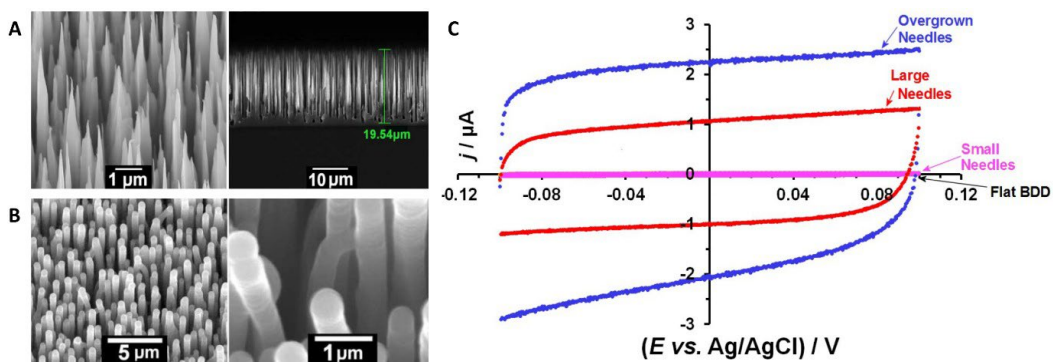 A
1 μm
19.54μm
10 μm
B
5 μm
1 μm
C
Overgrown
Needles
Large
Needles
Small
Needles
Flat BDD
j / μA
3
2
1
0
-1
-2
-3
-0.12
-0.08
-0.04
0.04
0.08
0.12
(E vs. Ag/AgCl) / V